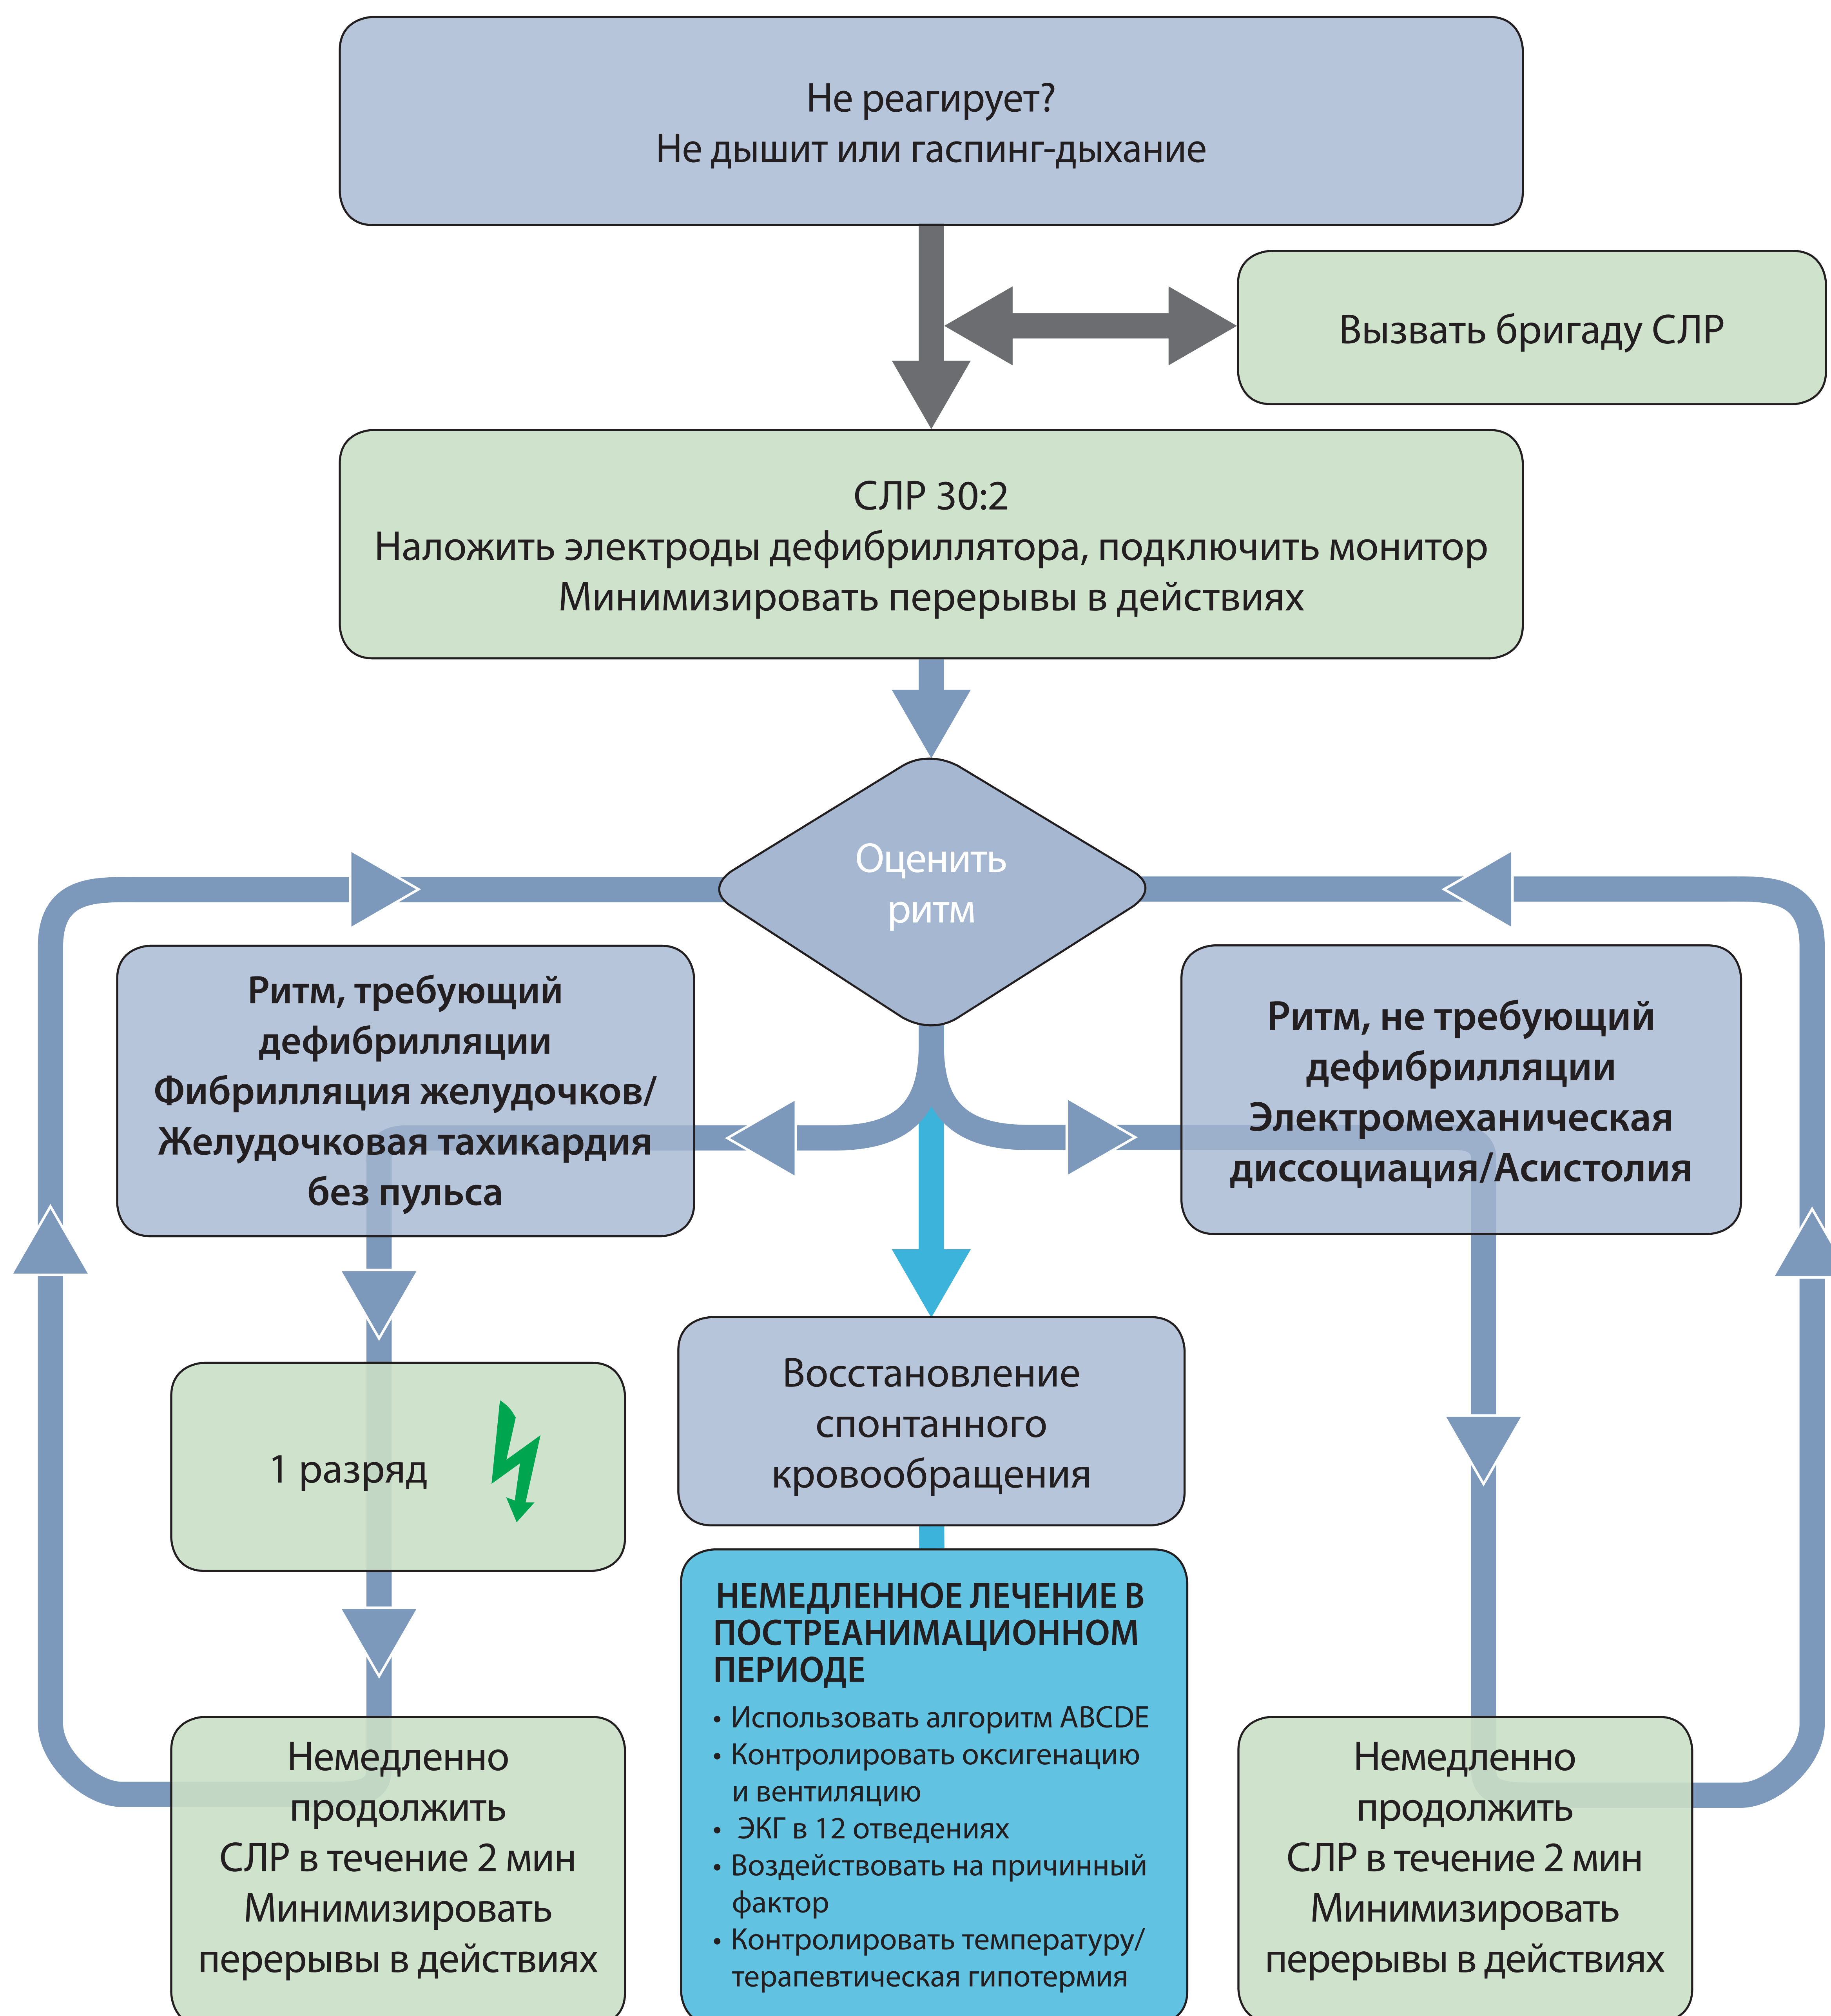 Не реагирует?
Не дышит или гаспинг-дыхание
Вызвать бригаду СЛР
СЛР 30:2
Наложить электроды дефибриллятора, подключить монитор
Минимизировать перерывы в действиях
Оценить
ритм
Ритм, требующий
дефибрилляции
Фибрилляция желудочков/
Желудочковая тахикардия
без пульса
Ритм, не требующий
дефибрилляции
Электромеханическая
диссоциация/Асистолия
1 разряд
Восстановление
спонтанного
кровообращения
Немедленно
продолжить
СЛР в течение 2 мин
Минимизировать
перерывы в действиях
НЕМЕДЛЕННОЕ ЛЕЧЕНИЕ В
ПОСТРЕАНИМАЦИОННОМ
ПЕРИОДЕ
• Использовать алгоритм ABCDE
• Контролировать оксигенацию
и вентиляцию
• ЭКГ в 12 отведениях
• Воздействовать на причинный
фактор
• Контролировать температуру/
терапевтическая гипотермия
Немедленно
продолжить
СЛР в течение 2 мин
Минимизировать
перерывы в действиях